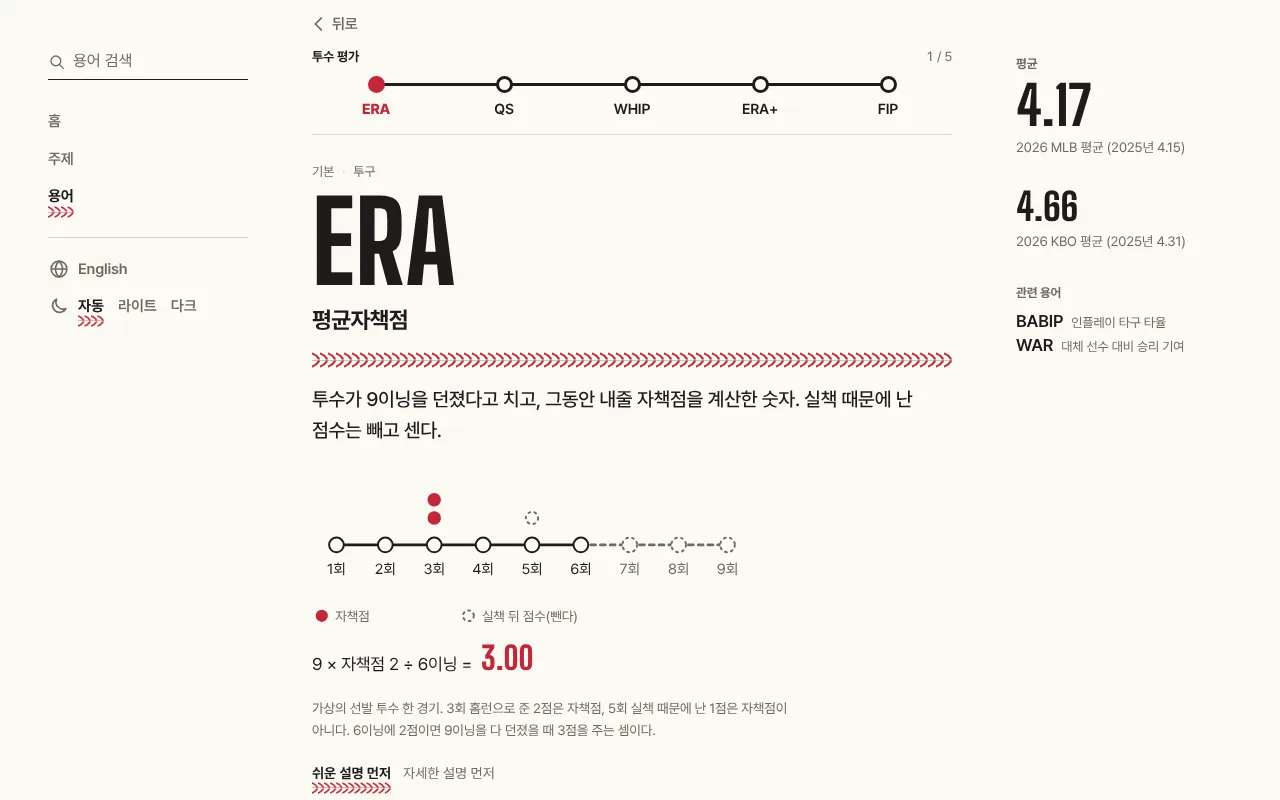 용어 검색
홈
주제
용어
English
자동 라이트 다크
뒤로
투수 평가 1 / 5
ERA QS WHIP ERA+ FIP
기본 · 투구
ERA
평균자책점
투수가 9이닝을 던졌다고 치고, 그동안 내줄 자책점을 계산한 숫자. 실책 때문에 난
점수는 빼고 센다.
1회 2회 3회 4회 5회 6회 7회 8회 9회
자책점 실책 뒤 점수(뺀다)
9 × 자책점 2 ÷ 6이닝 = 3.00
가상의 선발 투수 한 경기. 3회 홈런으로 준 2점은 자책점, 5회 실책 때문에 난 1점은 자책점이
아니다. 6이닝에 2점이면 9이닝을 다 던졌을 때 3점을 주는 셈이다.
쉬운 설명 먼저 자세한 설명 먼저
평균
4.17
2026 MLB 평균 (2025년 4.15)
4.66
2026 KBO 평균 (2025년 4.31)
관련 용어
BABIP 인플레이 타구 타율
WAR 대체 선수 대비 승리 기여